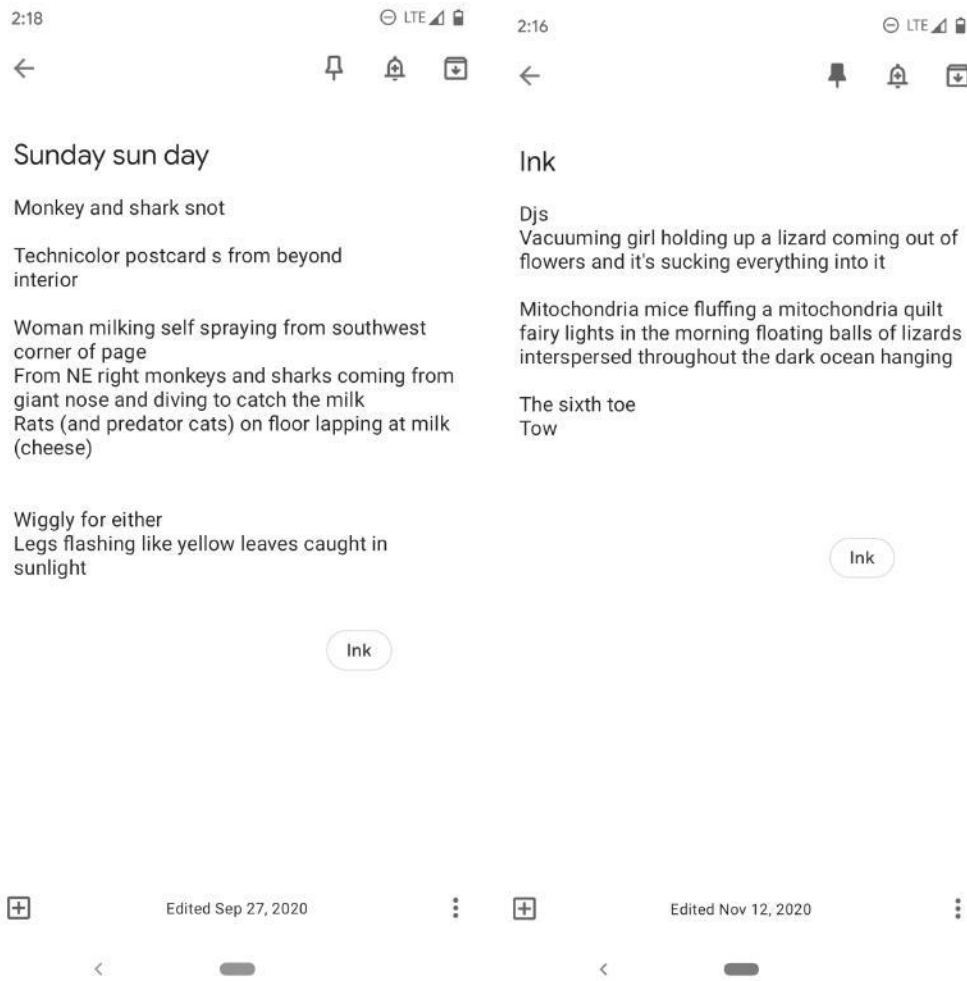 2:18
LTE
Sunday sun day
Monkey and shark snot
Technicolor postcard s from beyond
interior
Woman milking self spraying from southwest
corner of page
From NE right monkeys and sharks coming from
giant nose and diving to catch the milk
Rats (and predator cats) on floor lapping at milk
(cheese)
Wiggly for either
Legs flashing like yellow leaves caught in
sunlight
Ink
Edited Sep 27, 2020
2:16
LTE
Ink
Djs
Vacuuming girl holding up a lizard coming out of
flowers and it's sucking everything into it
Mitochondria mice fluffing a mitochondria quilt
fairy lights in the morning floating balls of lizards
interspersed throughout the dark ocean hanging
The sixth toe
Tow
Ink
Edited Nov 12, 2020